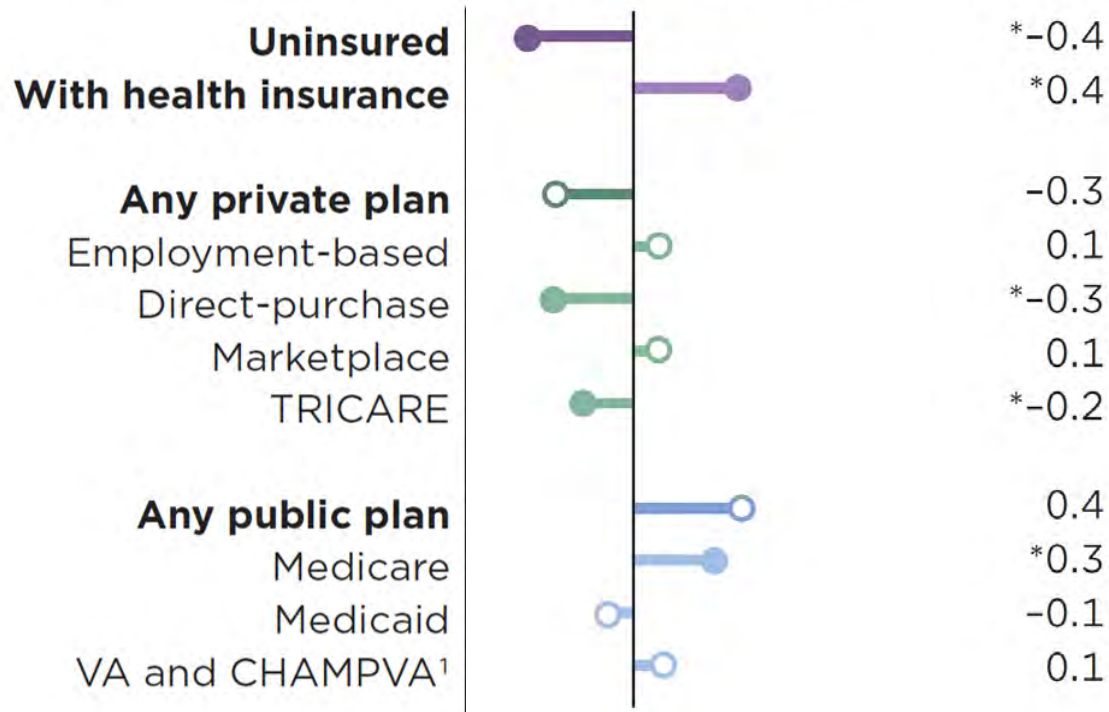 Uninsured *–0.4
With health insurance *0.4
Any private plan –0.3
Employment-based 0.1
Direct-purchase *–0.3
Marketplace 0.1
TRICARE *–0.2
Any public plan 0.4
Medicare *0.3
Medicaid –0.1
VA and CHAMPVA¹ 0.1